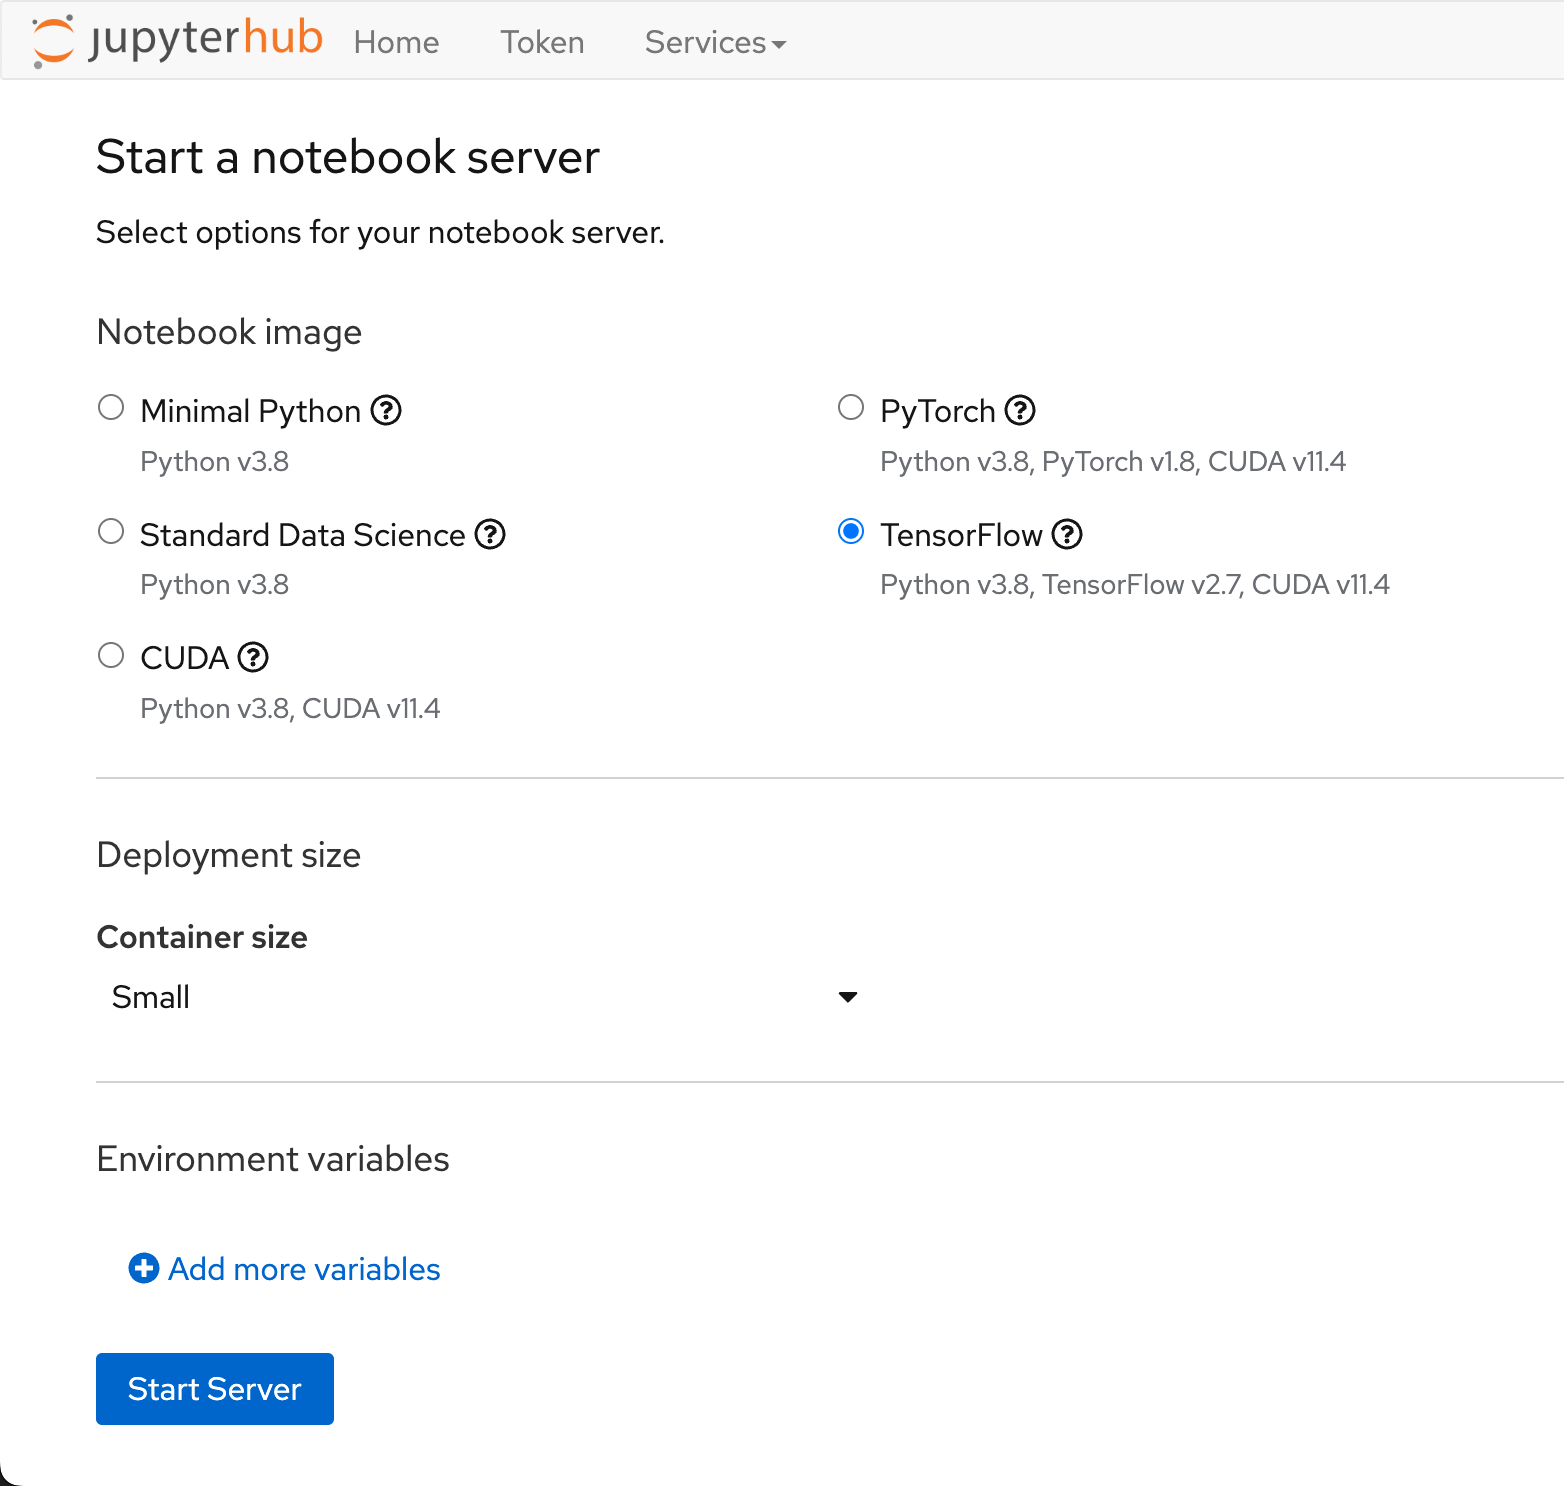 jupyterhub Home Token Services
Start a notebook server
Select options for your notebook server.
Notebook image
Minimal Python
Python v3.8
PyTorch
Python v3.8, PyTorch v1.8, CUDA v11.4
Standard Data Science
Python v3.8
TensorFlow
Python v3.8, TensorFlow v2.7, CUDA v11.4
CUDA
Python v3.8, CUDA v11.4
Deployment size
Container size
Small
Environment variables
Add more variables
Start Server